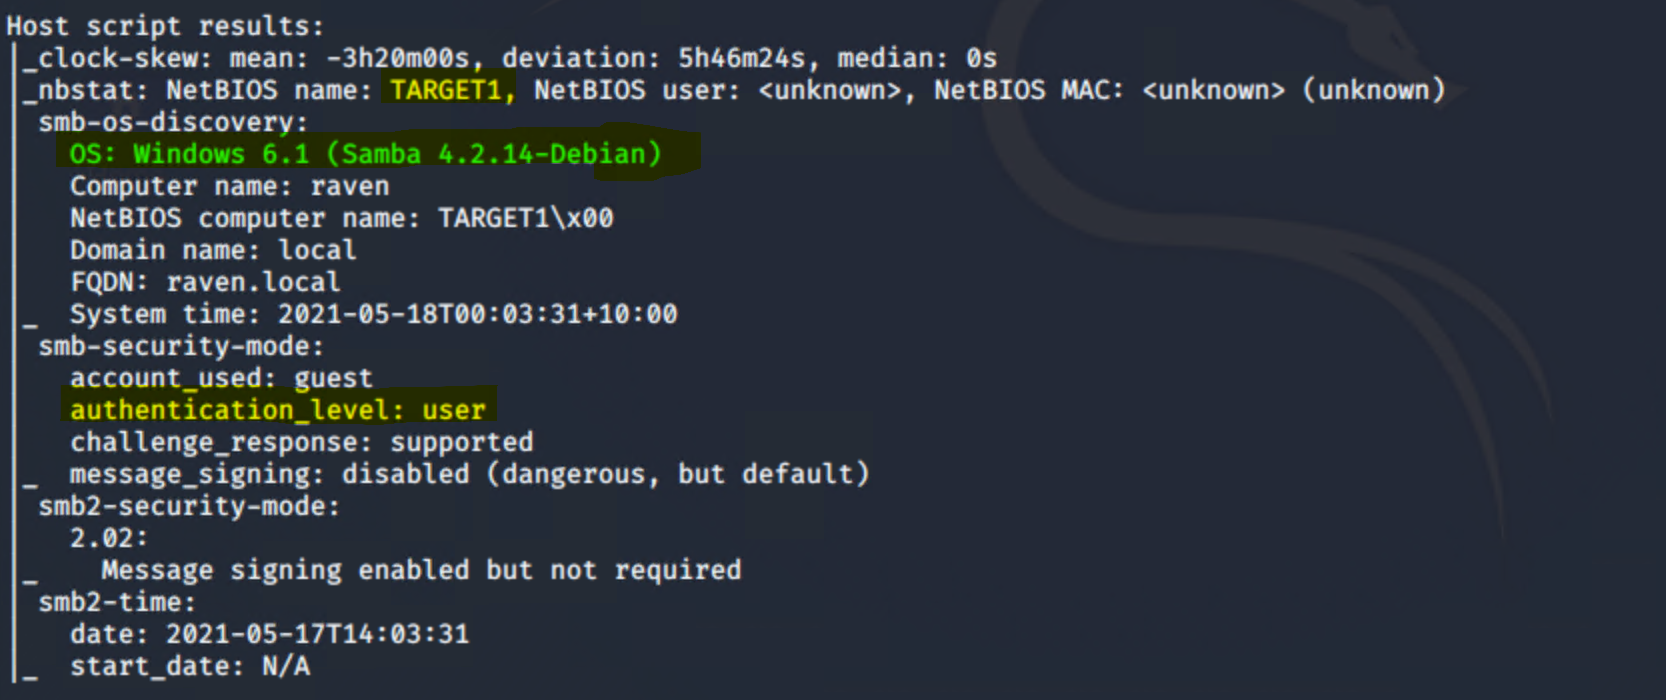 Host script results:
|_clock-skew: mean: -3h20m00s, deviation: 5h46m24s, median: 0s
|_nbstat: NetBIOS name: TARGET1, NetBIOS user: <unknown>, NetBIOS MAC: <unknown> (unknown)
| smb-os-discovery:
|   OS: Windows 6.1 (Samba 4.2.14-Debian)
|   Computer name: raven
|   NetBIOS computer name: TARGET1\x00
|   Domain name: local
|   FQDN: raven.local
|_  System time: 2021-05-18T00:03:31+10:00
| smb-security-mode:
|   account_used: guest
|   authentication_level: user
|   challenge_response: supported
|_  message_signing: disabled (dangerous, but default)
| smb2-security-mode:
|   2.02:
|_    Message signing enabled but not required
| smb2-time:
|   date: 2021-05-17T14:03:31
|_  start_date: N/A